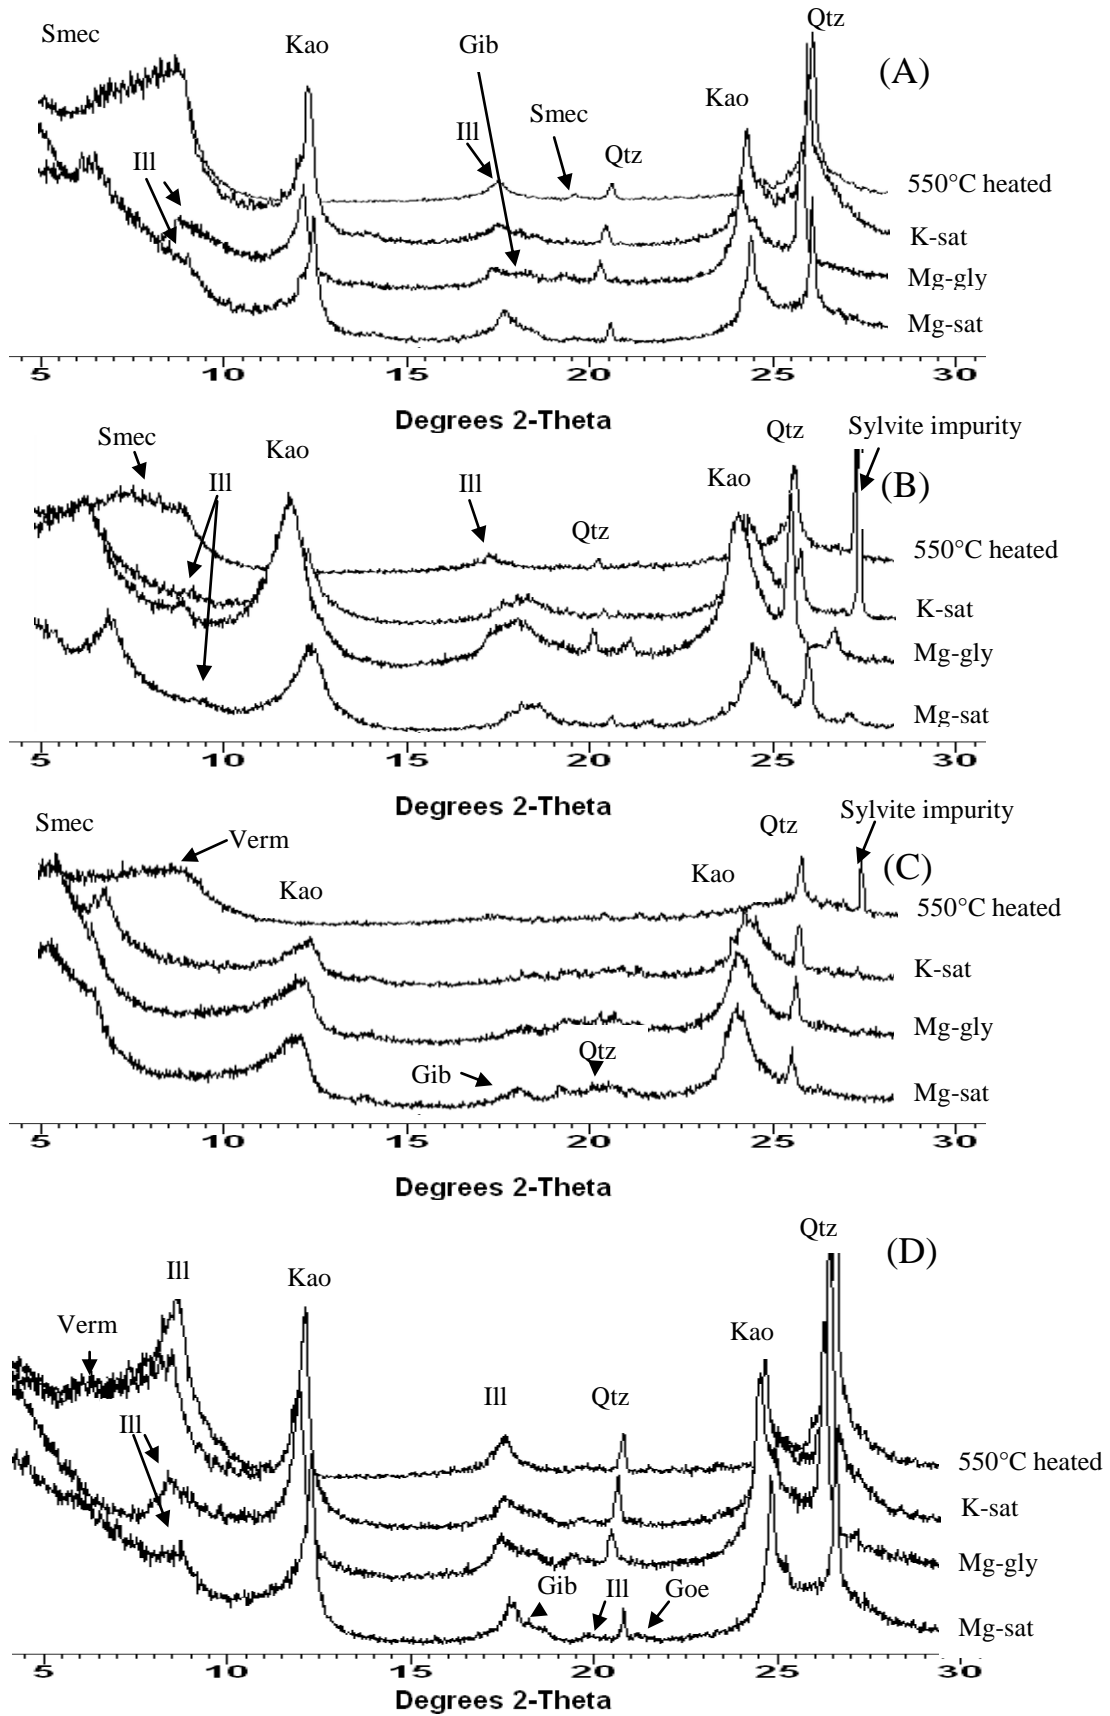 Smec
Kao
Gib
Qtz
(A)
Ill
Ill
Smec
Qtz
Kao
550°C heated
K-sat
Mg-gly
Mg-sat
5 10 15 20 25 30
Degrees 2-Theta
Smec
Kao
Ill
Ill
Qtz
Kao
Qtz
Sylvite impurity
(B)
550°C heated
K-sat
Mg-gly
Mg-sat
5 10 15 20 25 30
Degrees 2-Theta
Smec
Verm
Kao
Kao
Qtz
Sylvite impurity
(C)
550°C heated
K-sat
Mg-gly
Qtz
Gib
Mg-sat
5 10 15 20 25 30
Degrees 2-Theta
Qtz
(D)
Ill
Kao
Verm
Kao
Ill
Ill
Qtz
550°C heated
K-sat
Mg-gly
Gib
Ill
Goe
Mg-sat
5 10 15 20 25 30
Degrees 2-Theta